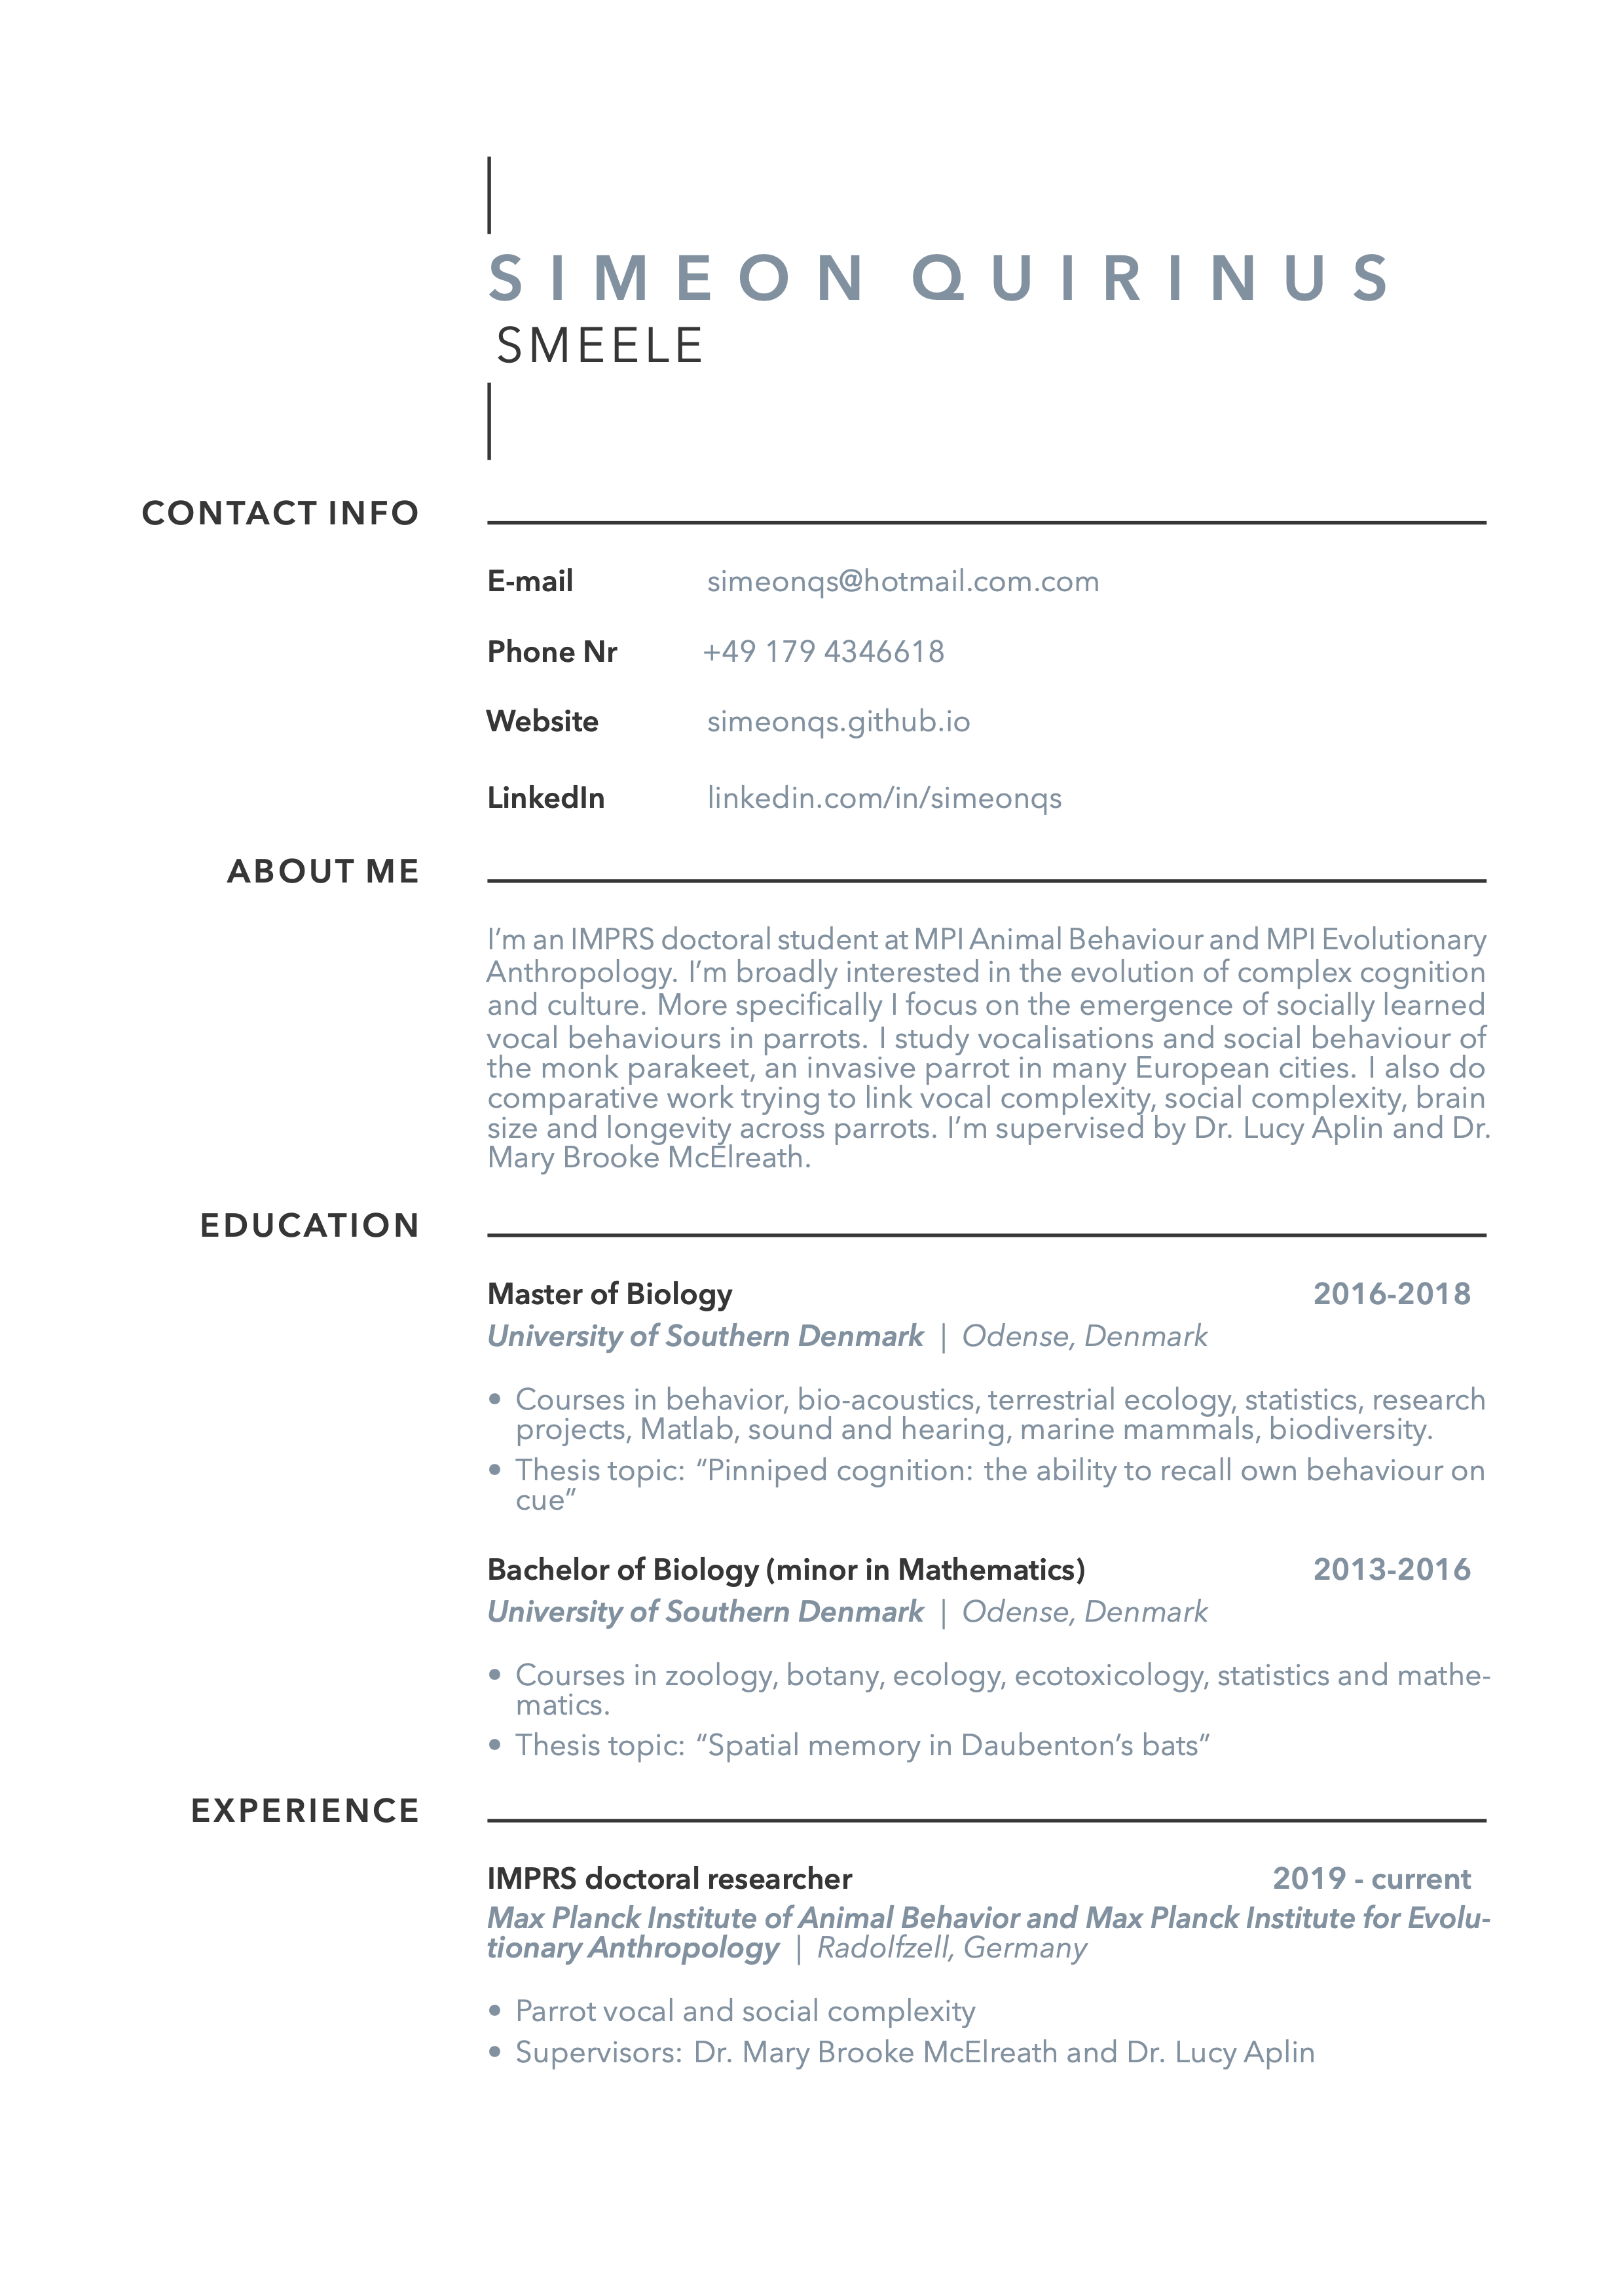 SIMEON QUIRINUS
SMEELE
CONTACT INFO
E-mail simeonqs@hotmail.com.com
Phone Nr +49 179 4346618
Website simeonqs.github.io
LinkedIn linkedin.com/in/simeonqs
ABOUT ME
I’m an IMPRS doctoral student at MPI Animal Behaviour and MPI Evolutionary
Anthropology. I’m broadly interested in the evolution of complex cognition
and culture. More specifically I focus on the emergence of socially learned
vocal behaviours in parrots. I study vocalisations and social behaviour of
the monk parakeet, an invasive parrot in many European cities. I also do
comparative work trying to link vocal complexity, social complexity, brain
size and longevity across parrots. I’m supervised by Dr. Lucy Aplin and Dr.
Mary Brooke McElreath.
EDUCATION
Master of Biology 2016-2018
University of Southern Denmark | Odense, Denmark
• Courses in behavior, bio-acoustics, terrestrial ecology, statistics, research
projects, Matlab, sound and hearing, marine mammals, biodiversity.
• Thesis topic: “Pinniped cognition: the ability to recall own behaviour on
cue”
Bachelor of Biology (minor in Mathematics) 2013-2016
University of Southern Denmark | Odense, Denmark
• Courses in zoology, botany, ecology, ecotoxicology, statistics and mathe-
matics.
• Thesis topic: “Spatial memory in Daubenton’s bats”
EXPERIENCE
IMPRS doctoral researcher 2019 - current
Max Planck Institute of Animal Behavior and Max Planck Institute for Evolu-
tionary Anthropology | Radolfzell, Germany
• Parrot vocal and social complexity
• Supervisors: Dr. Mary Brooke McElreath and Dr. Lucy Aplin